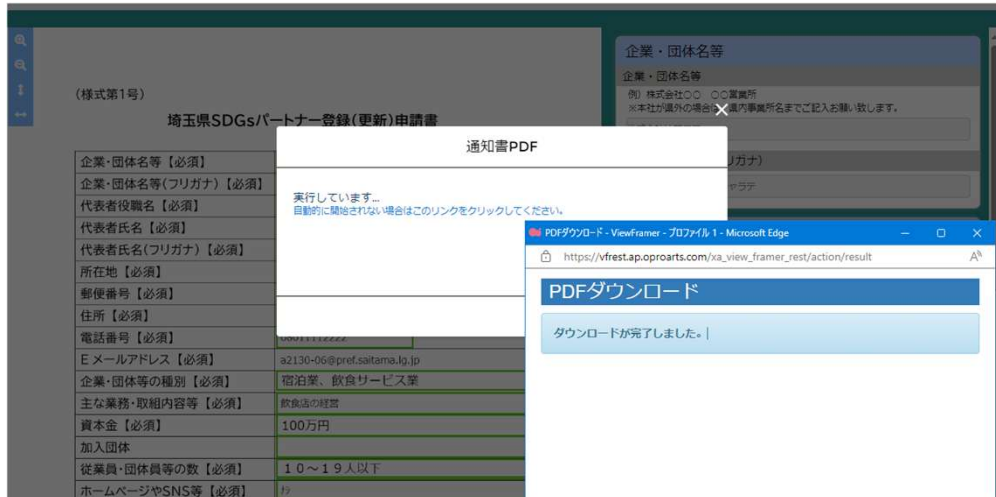 (様式第1号)
埼玉県SDGsパートナー登録(更新)申請書
企業・団体名等【必須】
企業・団体名等(フリガナ)【必須】
代表者役職名【必須】
代表者氏名【必須】
代表者氏名(フリガナ)【必須】
所在地【必須】
郵便番号【必須】
住所【必須】
電話番号【必須】
08011112222
Eメールアドレス【必須】
a2130-06@pref.saitama.lg.jp
企業・団体等の種別【必須】
宿泊業、飲食サービス業
主な業務・取組内容等【必須】
飲食店の経営
資本金【必須】
100万円
加入団体
従業員・団体員等の数【必須】
10～19人以下
ホームページやSNS等【必須】
ナシ
企業・団体名等
企業・団体名等
例）株式会社〇〇　〇〇営業所
※本社が県外の場合は、県内事業所名までご記入お願い致します。
リガナ）
ャラテ
通知書PDF
実行しています...
自動的に開始されない場合はこのリンクをクリックしてください。
PDFダウンロード - ViewFramer - プロファイル 1 - Microsoft Edge
https://vfrest.ap.oproarts.com/xa_view_framer_rest/action/result
PDFダウンロード
ダウンロードが完了しました。